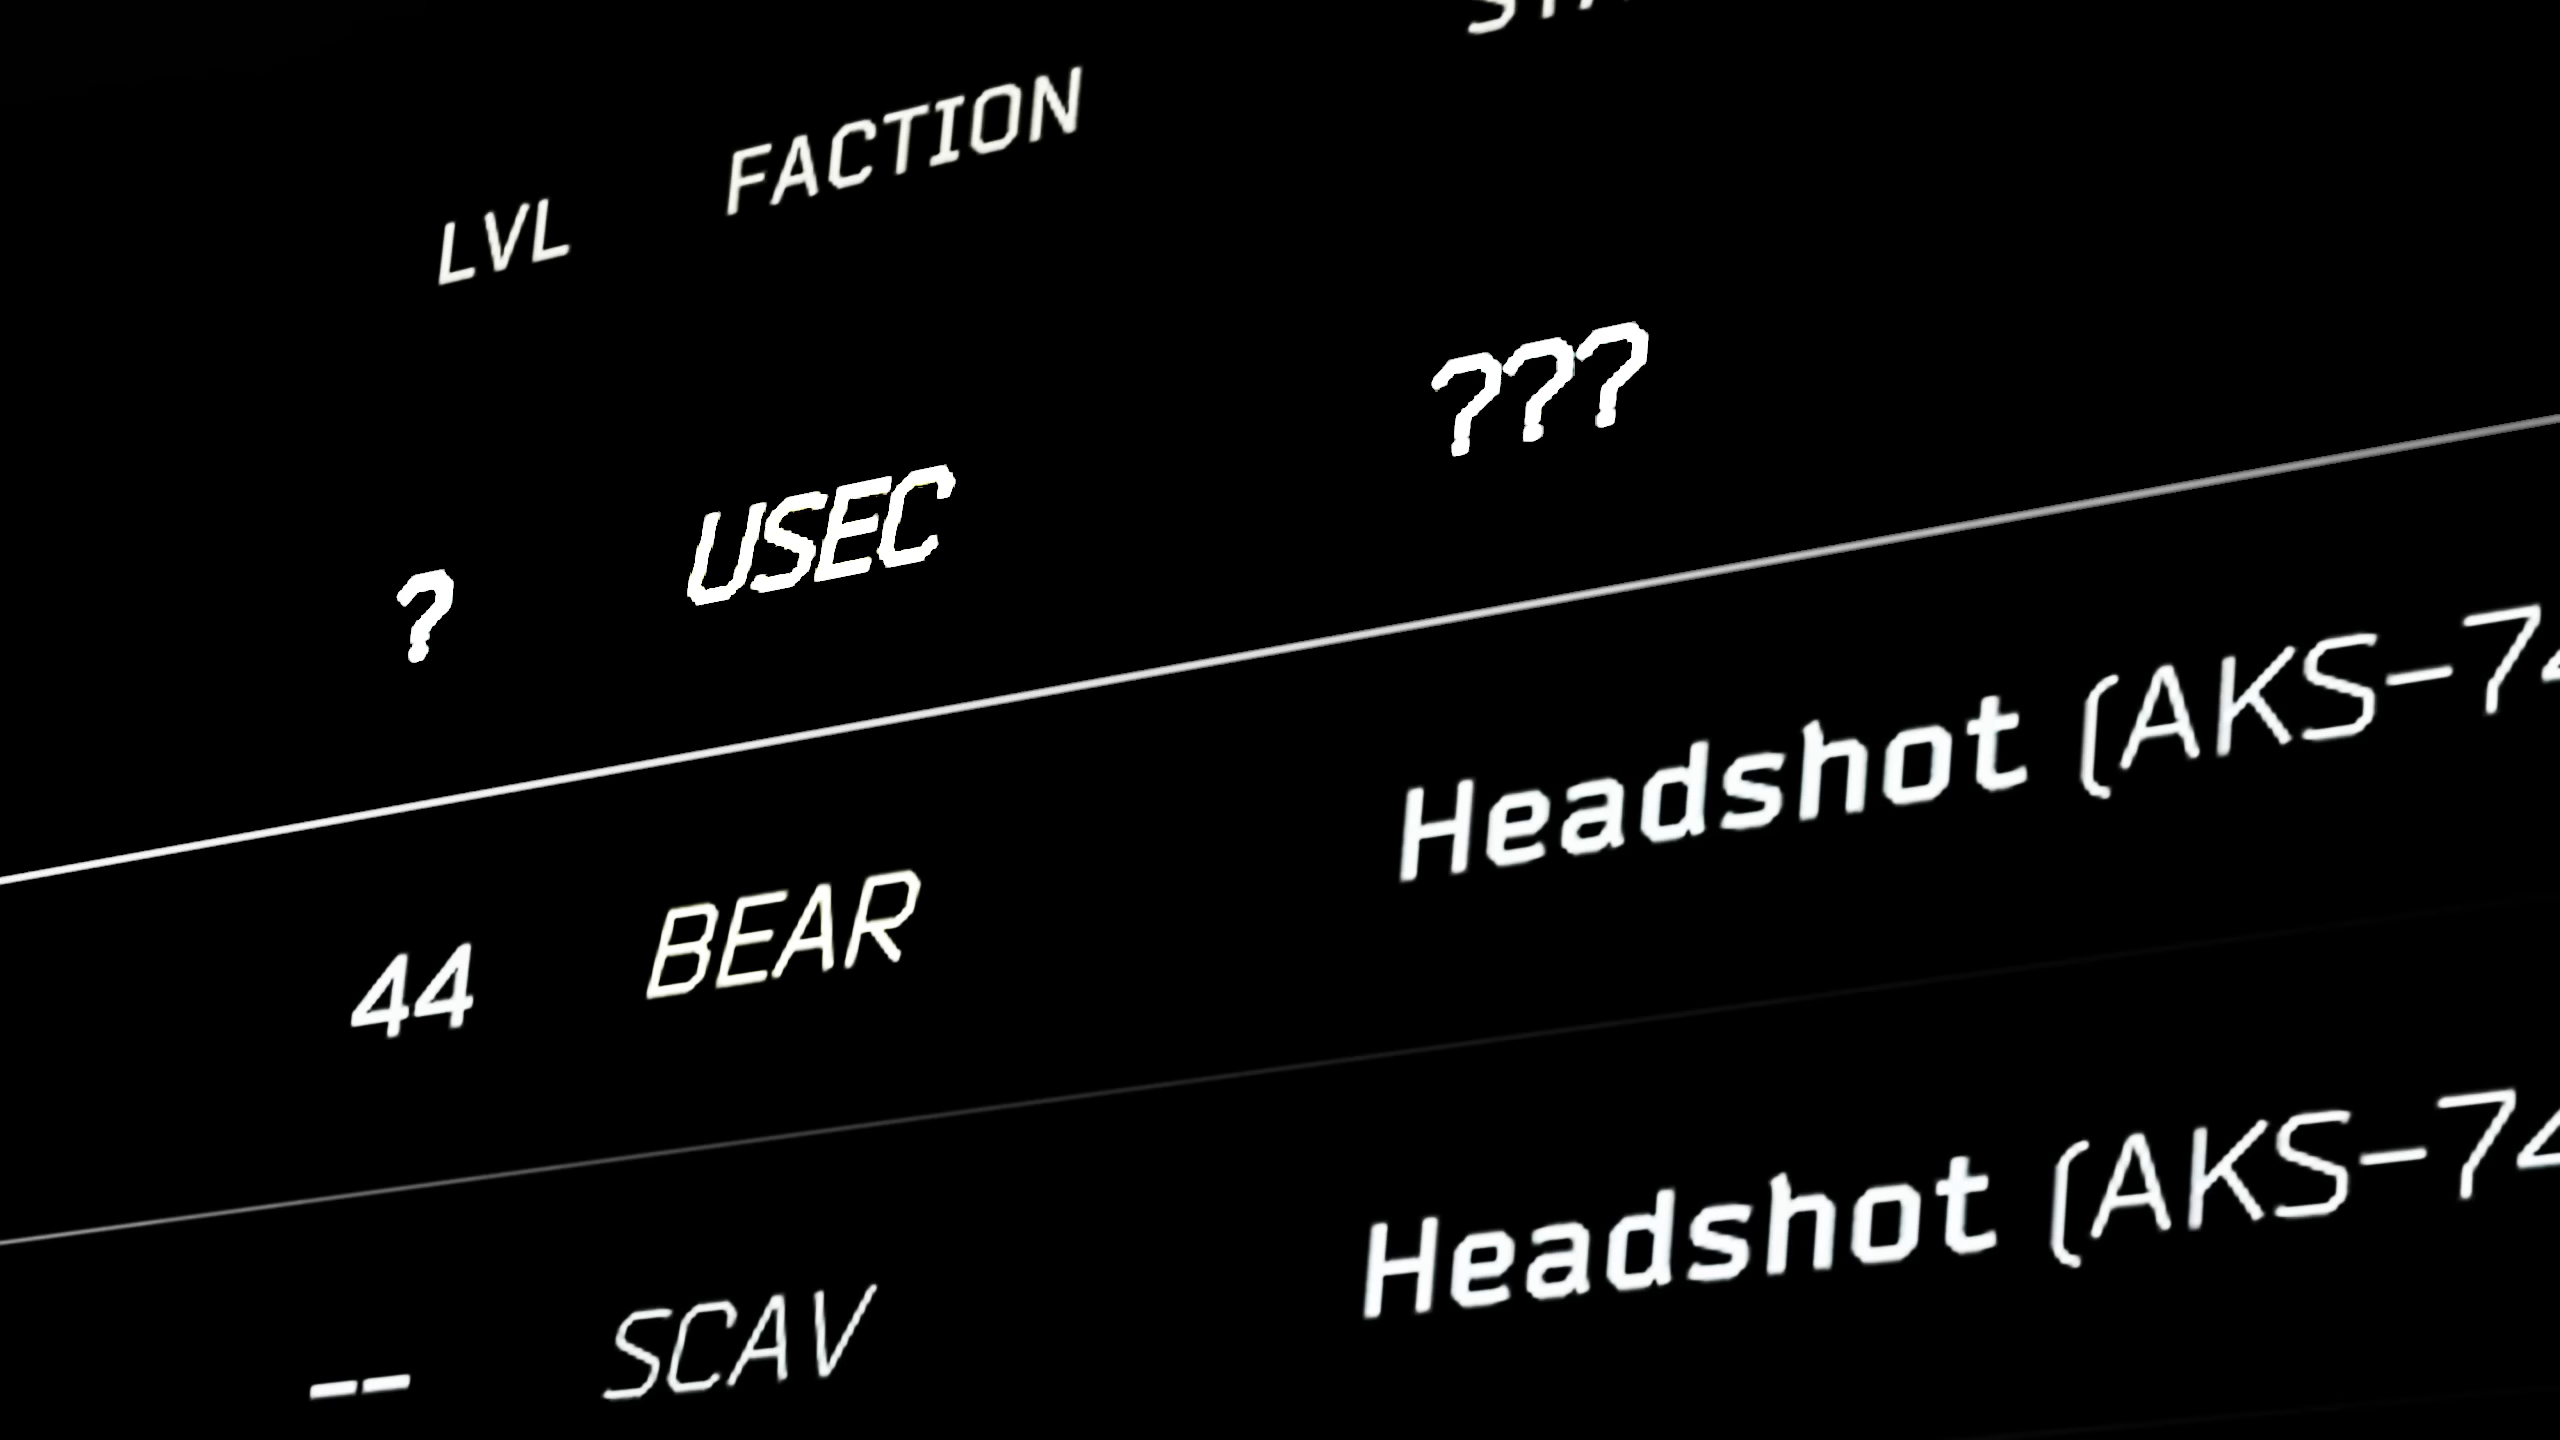 LVL FACTION
? USEC ???
44 BEAR Headshot (AKS-74
-- SCAV Headshot (AKS-74